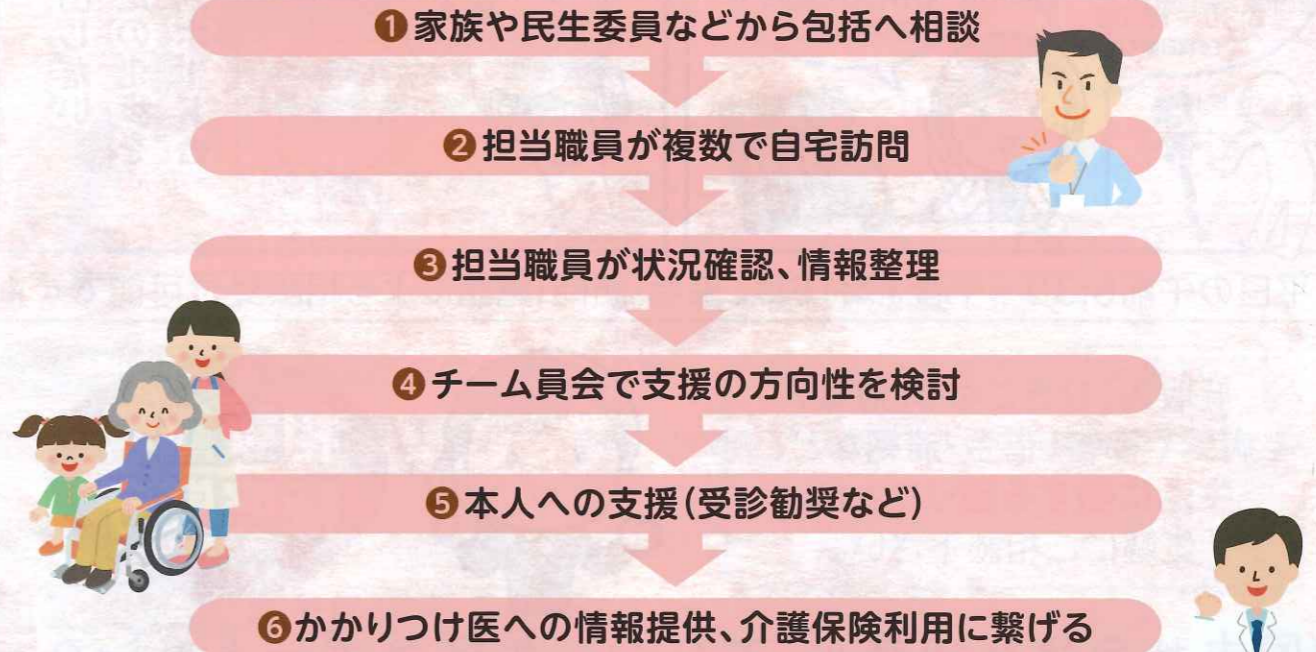 ❶家族や民生委員などから包括へ相談
❷担当職員が複数で自宅訪問
❸担当職員が状況確認、情報整理
❹チーム員会で支援の方向性を検討
❺本人への支援(受診勧奨など)
❻かかりつけ医への情報提供、介護保険利用に繋げる